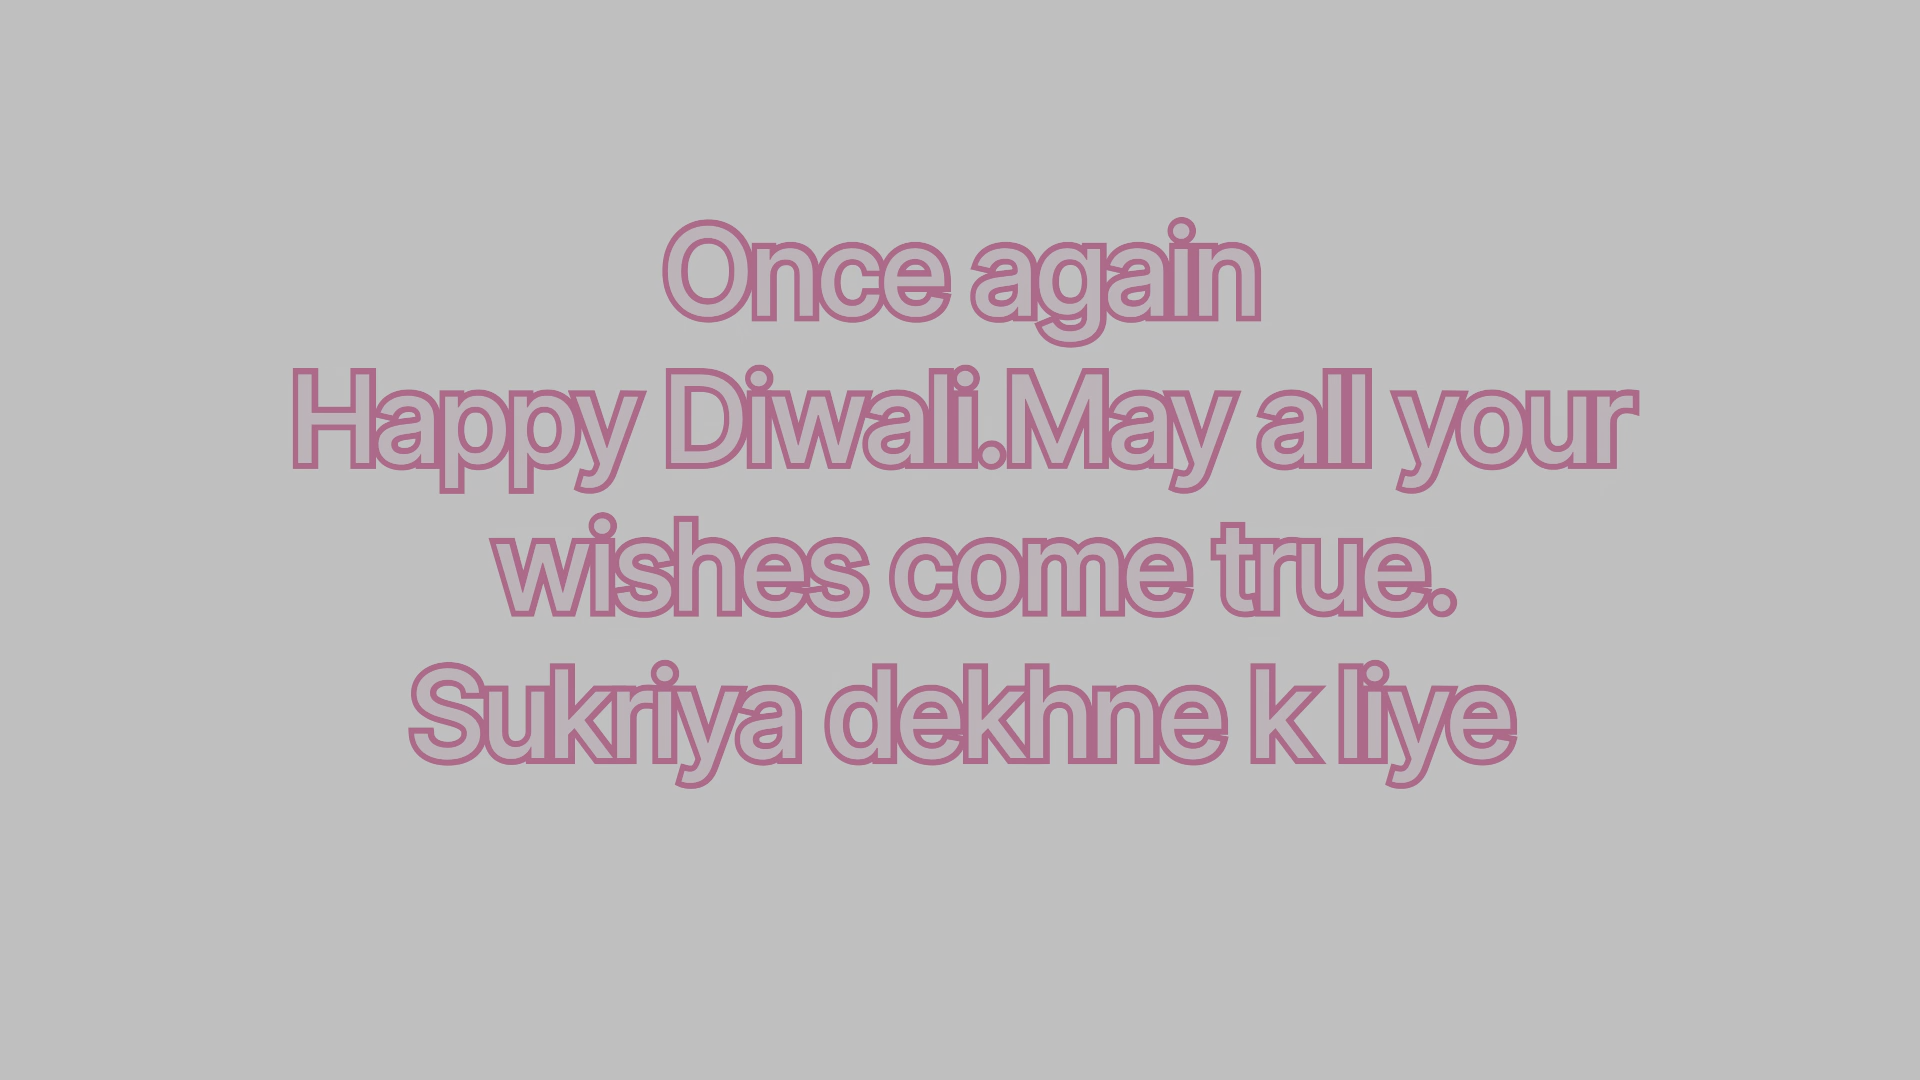 Once again
Happy Diwali.May all your
wishes come true.
Sukriya dekhne k liye